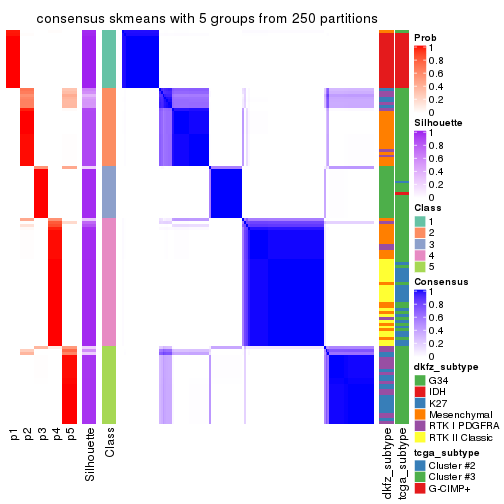 consensus skmeans with 5 groups from 250 partitions
p1
p2
p3
p4
p5
Silhouette
Class
dkfz_subtype
tcga_subtype
Prob
1
0.8
0.6
0.4
0.2
0
Silhouette
1
0.8
0.6
0.4
0.2
0
Class
1
2
3
4
5
Consensus
1
0.8
0.6
0.4
0.2
0
dkfz_subtype
G34
IDH
K27
Mesenchymal
RTK I PDGFRA
RTK II Classic
tcga_subtype
Cluster #2
Cluster #3
G-CIMP+